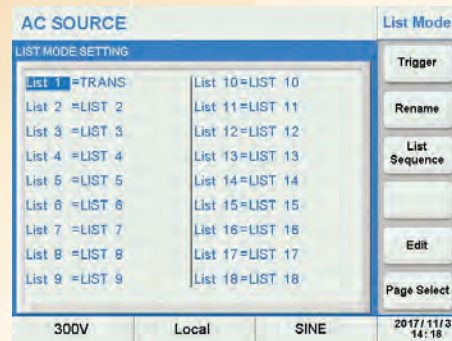 AC SOURCE
List Mode
LIST MODE SETTING
List 1 =TRANS
List 2 =LIST 2
List 3 =LIST 3
List 4 =LIST 4
List 5 =LIST 5
List 6 =LIST 6
List 7 =LIST 7
List 8 =LIST 8
List 9 =LIST 9
List 10=LIST 10
List 11=LIST 11
List 12=LIST 12
List 13=LIST 13
List 14=LIST 14
List 15=LIST 15
List 16=LIST 16
List 17=LIST 17
List 18=LIST 18
Trigger
Rename
List
Sequence
Edit
Page Select
300V
Local
SINE
2017/11/3
14:18